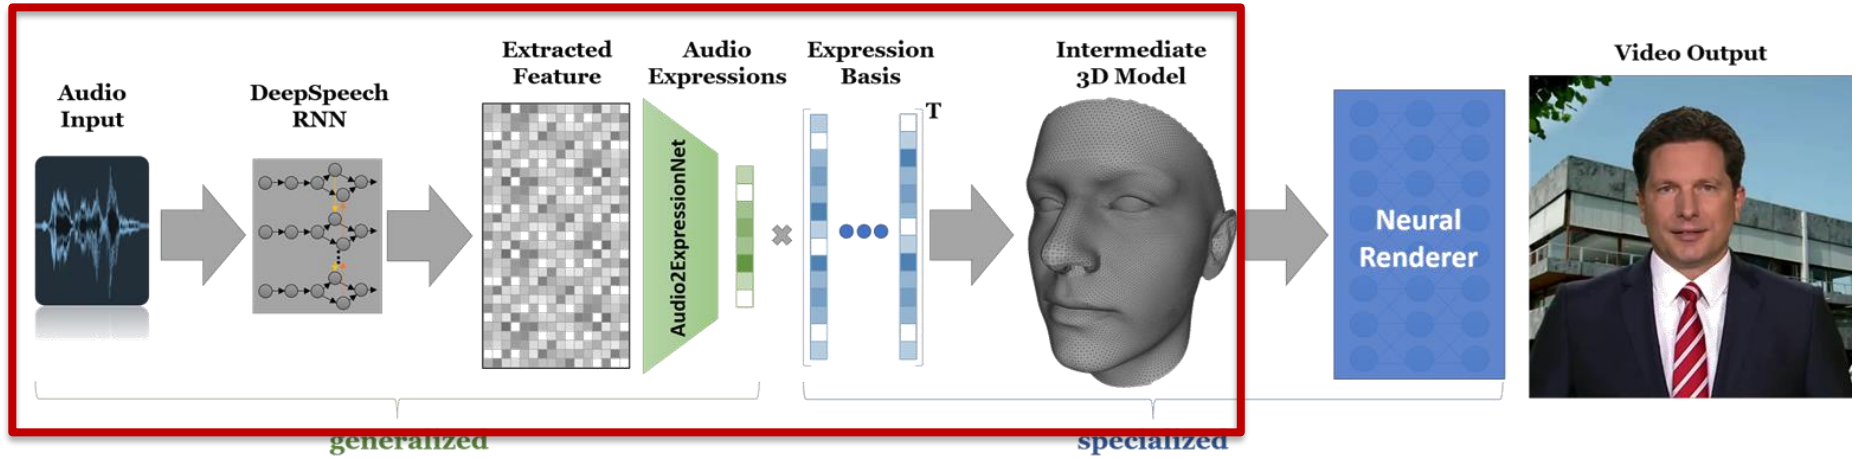 Audio
Input
DeepSpeech
RNN
Extracted
Feature
Audio
Expressions
Audio2ExpressionNet
Expression
Basis
T
Intermediate
3D Model
Neural
Renderer
Video Output
generalized
specialized